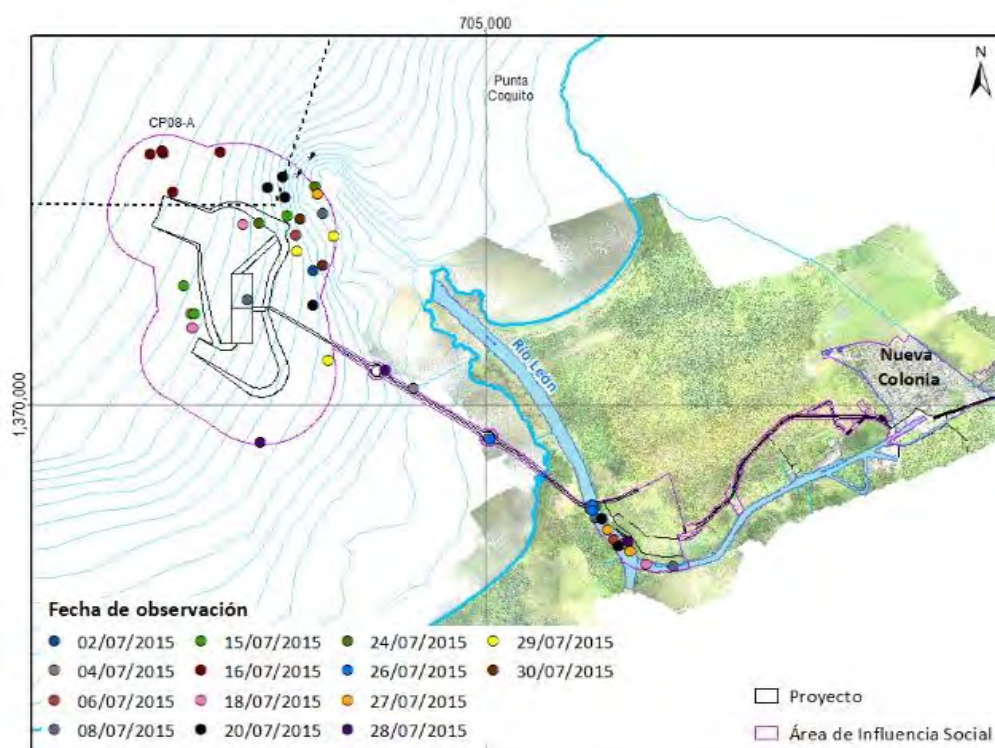 705,000
N
Punta
Coquito
CP08-A
Río León
Nueva
Colonia
1,370,000
Fecha de observación
02/07/2015 15/07/2015 24/07/2015 29/07/2015
04/07/2015 16/07/2015 26/07/2015 30/07/2015
06/07/2015 18/07/2015 27/07/2015
08/07/2015 20/07/2015 28/07/2015
Proyecto
Área de Influencia Social